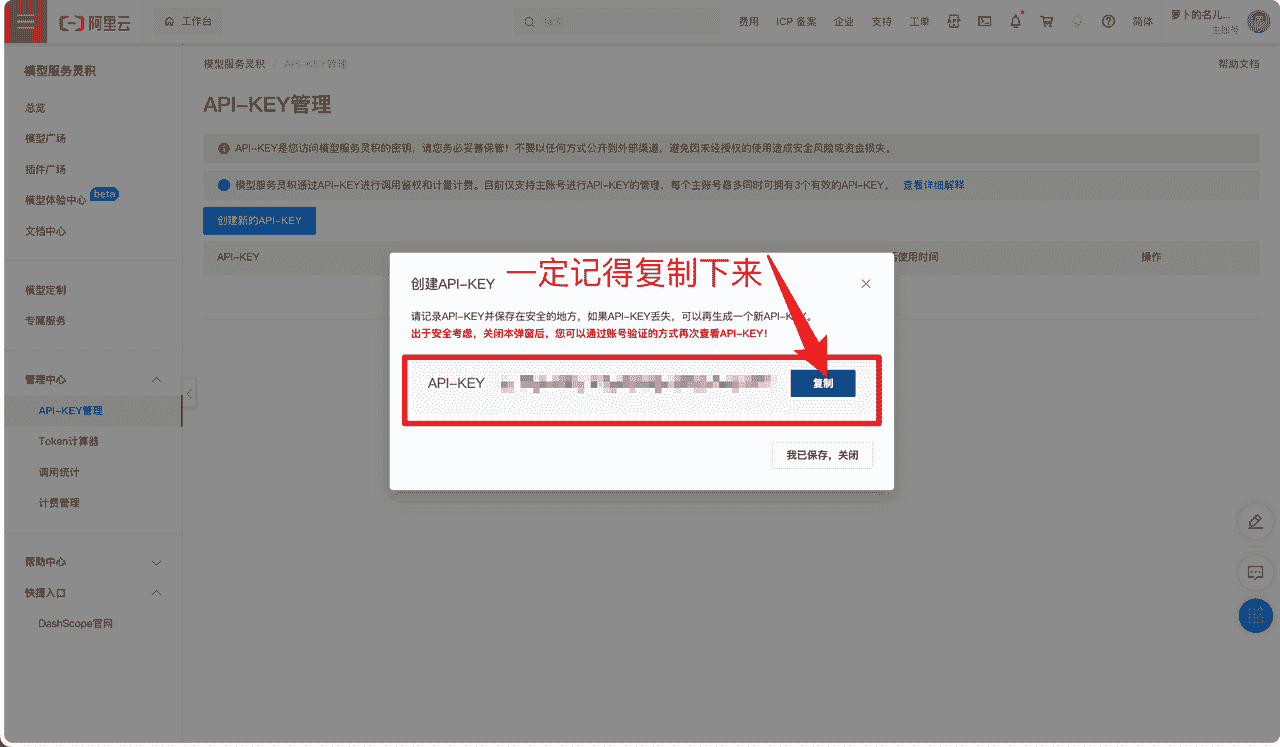 阿里云
工作台
费用
ICP 备案
企业
支持
工单
简体
萝卜的名儿...
主账号
模型服务灵积
总览
模型广场
插件广场
模型体验中心 beta
文档中心
模型定制
专属服务
管理中心
API-KEY管理
Token计算器
调用统计
计费管理
帮助中心
快捷入口
DashScope官网
模型服务灵积 / API-KEY管理
帮助文档
API-KEY管理
API-KEY是您访问模型服务灵积的密钥，请您务必妥善保管！不要以任何方式公开到外部渠道，避免因未经授权的使用造成安全风险或资金损失。
模型服务灵积通过API-KEY进行调用鉴权和计量计费。目前仅支持主账号进行API-KEY的管理，每个主账号最多同时可拥有3个有效的API-KEY。 查看详细解释
创建新的API-KEY
API-KEY
使用时间
操作
一定记得复制下来
创建API-KEY
请记录API-KEY并保存在安全的地方，如果API-KEY丢失，可以再生成一个新API-KEY。
出于安全考虑，关闭本弹窗后，您可以通过账号验证的方式再次查看API-KEY！
API-KEY
复制
我已保存，关闭